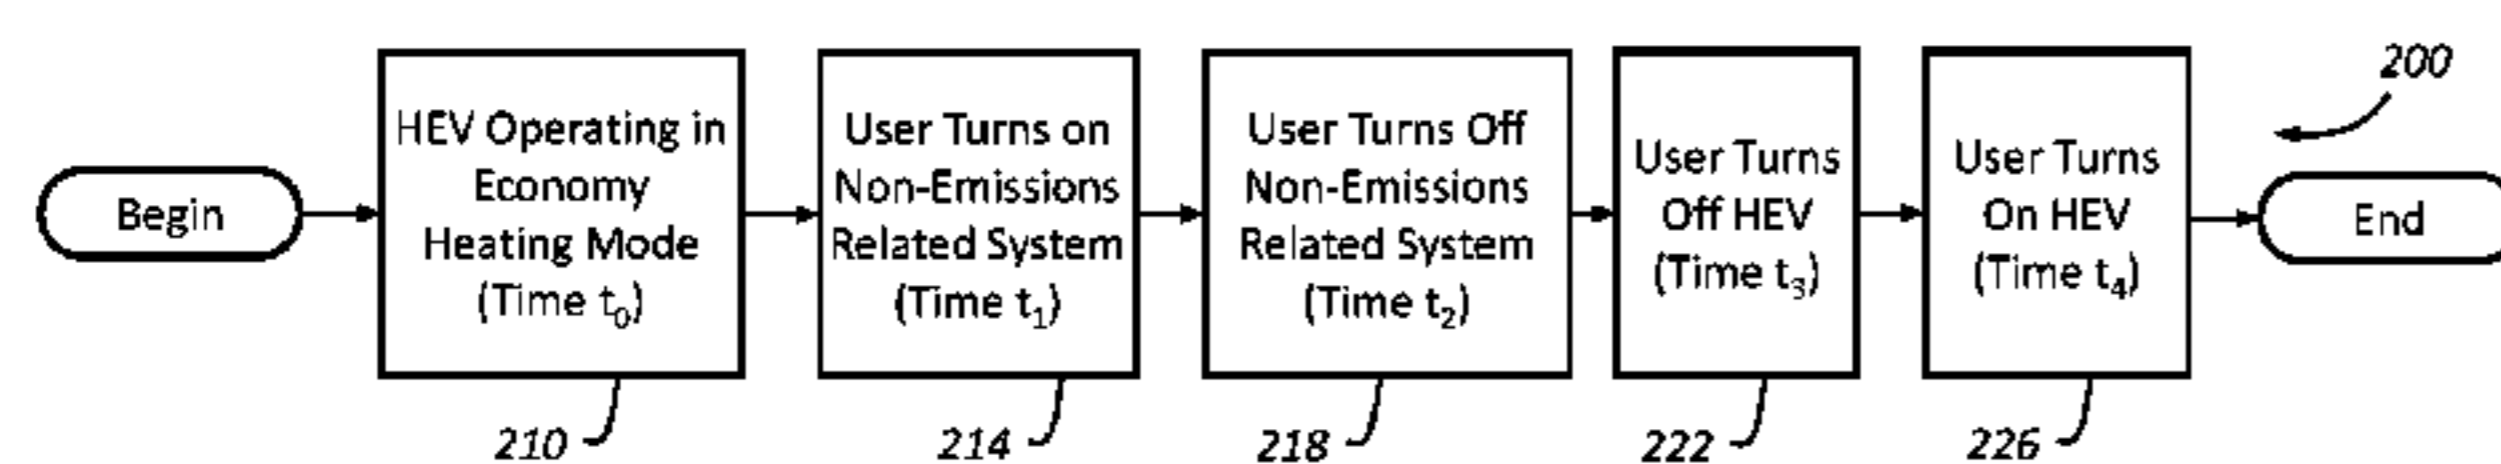 Begin
HEV Operating in
Economy
Heating Mode
(Time t₀)
210
User Turns on
Non-Emissions
Related System
(Time t₁)
214
User Turns Off
Non-Emissions
Related System
(Time t₂)
218
User Turns
Off HEV
(Time t₃)
222
User Turns
On HEV
(Time t₄)
226
200
End